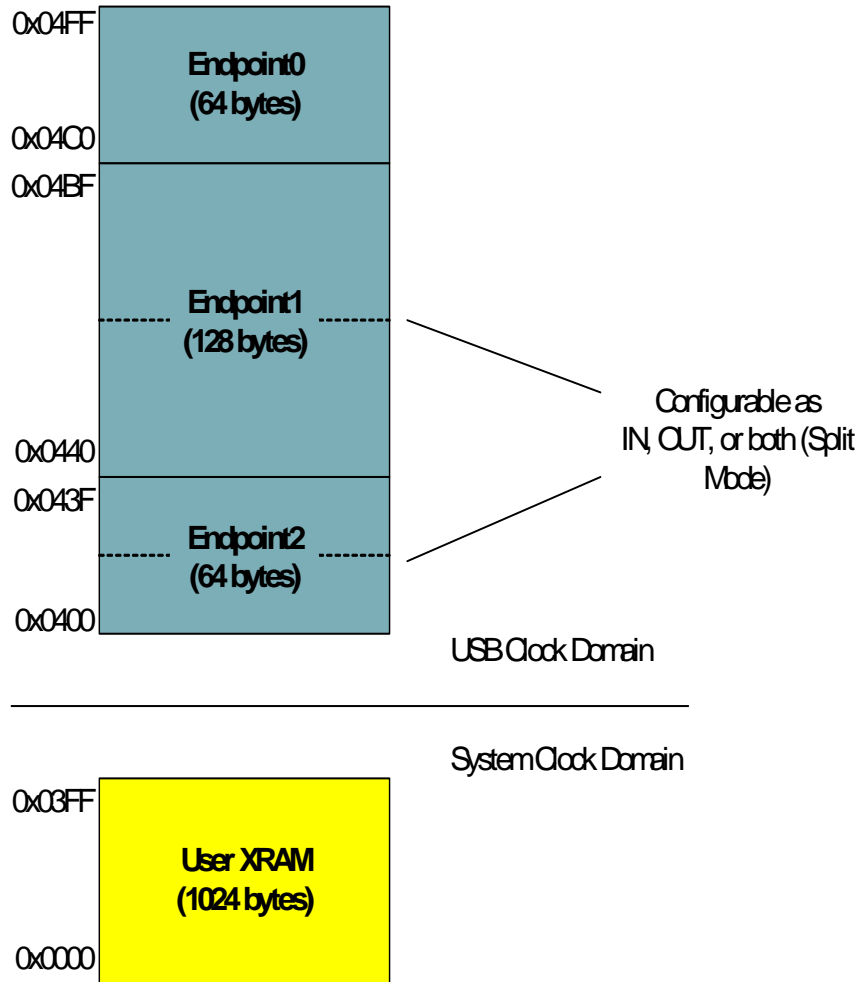 0x04FF
Endpoint0
(64 bytes)
0x04C0
0x04BF
Endpoint1
(128 bytes)
Configurable as
IN, OUT, or both (Split
Mode)
0x0440
0x043F
Endpoint2
(64 bytes)
0x0400
USB Clock Domain
System Clock Domain
0x03FF
User XRAM
(1024 bytes)
0x0000